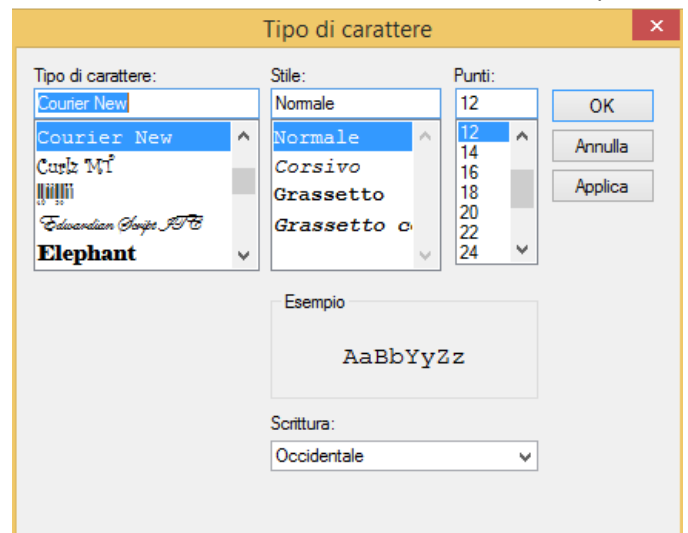 Tipo di carattere
Tipo di carattere:
Courier New
Courier New
Curlz MT
Edwardian Script ITC
Elephant
Stile:
Normale
Normale
Corsivo
Grassetto
Grassetto c
Punti:
12
12
14
16
18
20
22
24
OK
Annulla
Applica
Esempio
AaBbYyZz
Scrittura:
Occidentale